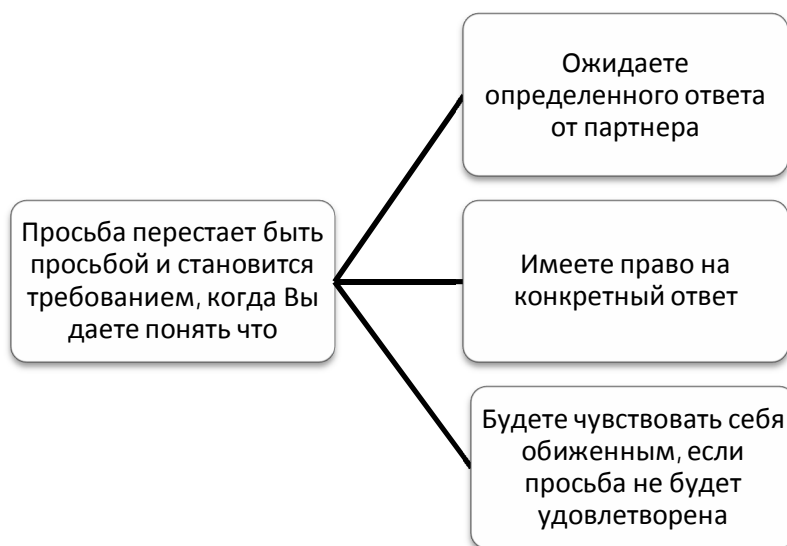 Просьба перестает быть
просьбой и становится
требованием, когда Вы
даете понять что
Ожидаете
определенного ответа
от партнера
Имеете право на
конкретный ответ
Будете чувствовать себя
обиженным, если
просьба не будет
удовлетворена